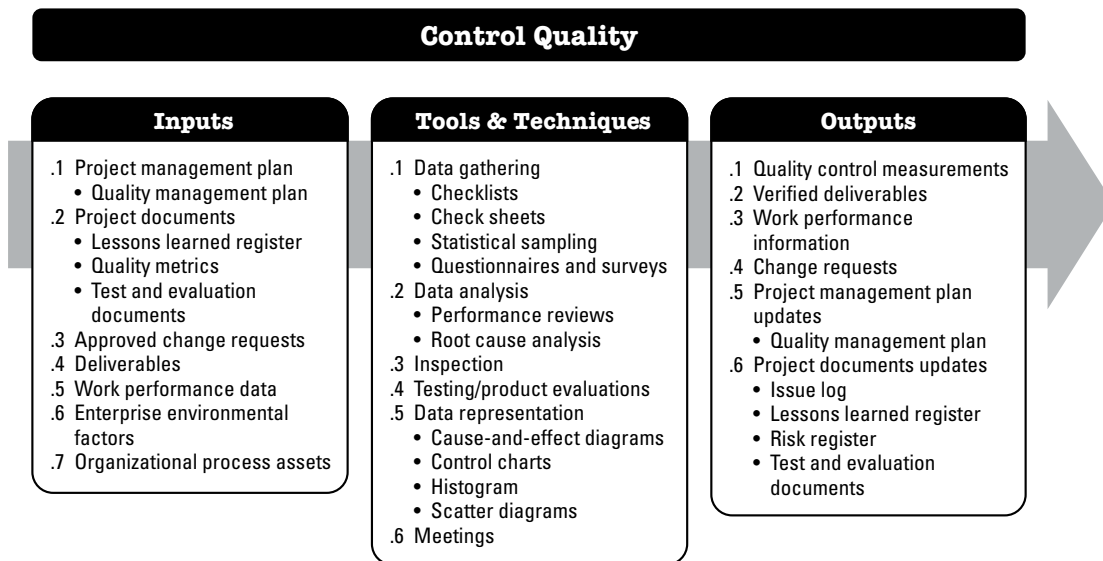 Control Quality
Inputs
.1 Project management plan
• Quality management plan
.2 Project documents
• Lessons learned register
• Quality metrics
• Test and evaluation
documents
.3 Approved change requests
.4 Deliverables
.5 Work performance data
.6 Enterprise environmental
factors
.7 Organizational process assets
Tools & Techniques
.1 Data gathering
• Checklists
• Check sheets
• Statistical sampling
• Questionnaires and surveys
.2 Data analysis
• Performance reviews
• Root cause analysis
.3 Inspection
.4 Testing/product evaluations
.5 Data representation
• Cause-and-effect diagrams
• Control charts
• Histogram
• Scatter diagrams
.6 Meetings
Outputs
.1 Quality control measurements
.2 Verified deliverables
.3 Work performance
information
.4 Change requests
.5 Project management plan
updates
• Quality management plan
.6 Project documents updates
• Issue log
• Lessons learned register
• Risk register
• Test and evaluation
documents